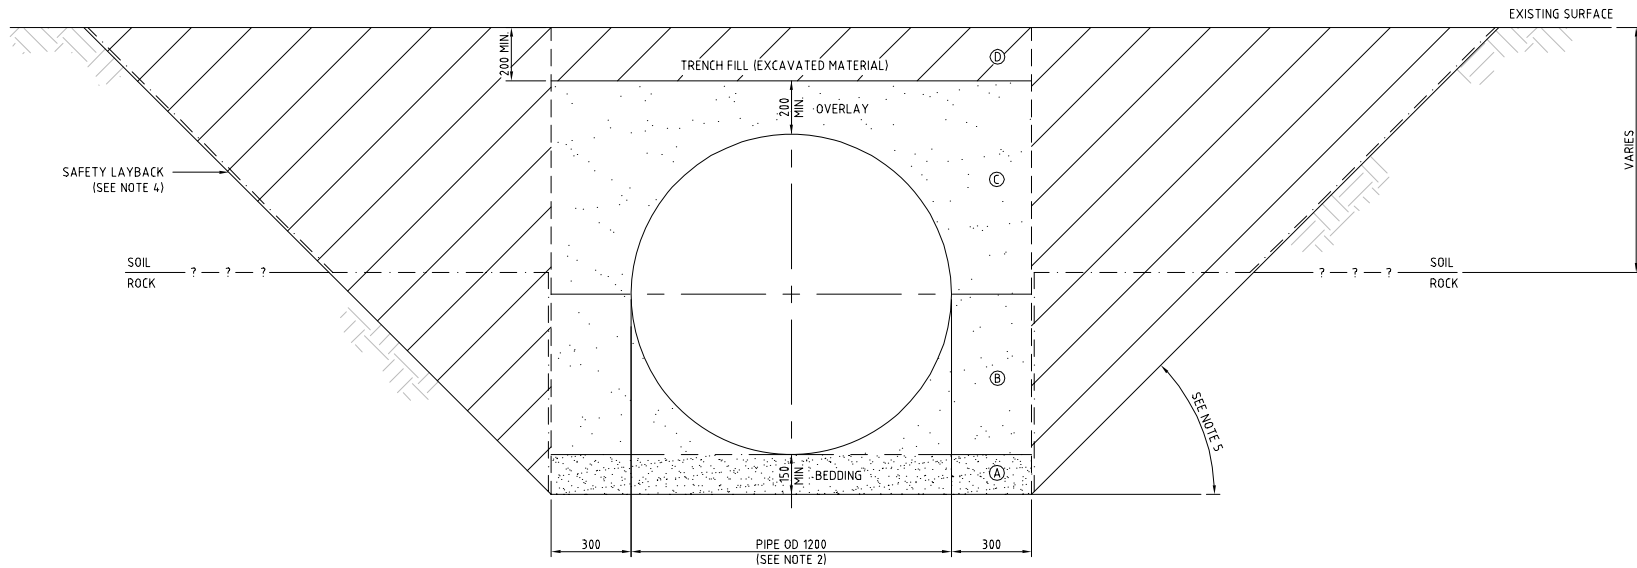 EXISTING SURFACE
200 MIN.
D
TRENCH FILL (EXCAVATED MATERIAL)
200
MIN.
OVERLAY
VARIES
SAFETY LAYBACK
(SEE NOTE 4)
C
SOIL
? ? ?
ROCK
? ? ?
SOIL
ROCK
B
SEE NOTE 5
150
MIN.
BEDDING
A
300
PIPE OD 1200
(SEE NOTE 2)
300